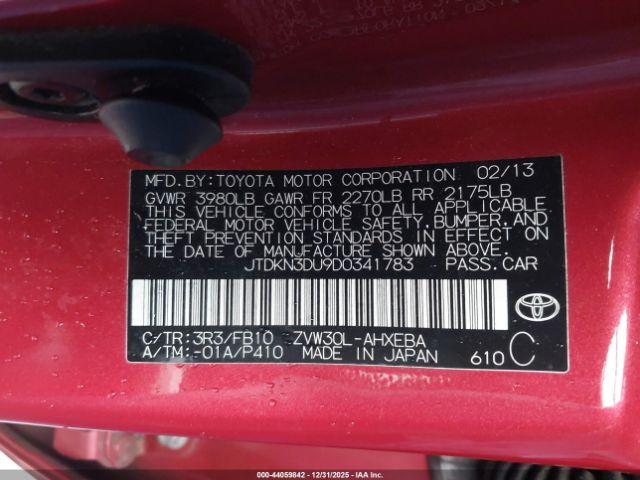 MFD.BY:TOYOTA MOTOR CORPORATION 02/13
GVWR 3980LB GAWR FR 2270LB RR 2175LB
THIS VEHICLE CONFORMS TO ALL APPLICABLE
FEDERAL MOTOR VEHICLE SAFETY, BUMPER, AND
THEFT PREVENTION STANDARDS IN EFFECT ON
THE DATE OF MANUFACTURE SHOWN ABOVE.
JTDKN3DU9D0341783 PASS.CAR
TOYOTA
C/TR:3R3/FB10 ZVW30L-AHXEBA
A/TM:-01A/P410 MADE IN JAPAN 610 C
000-44059842 - 12/31/2025 - IAAI.COM